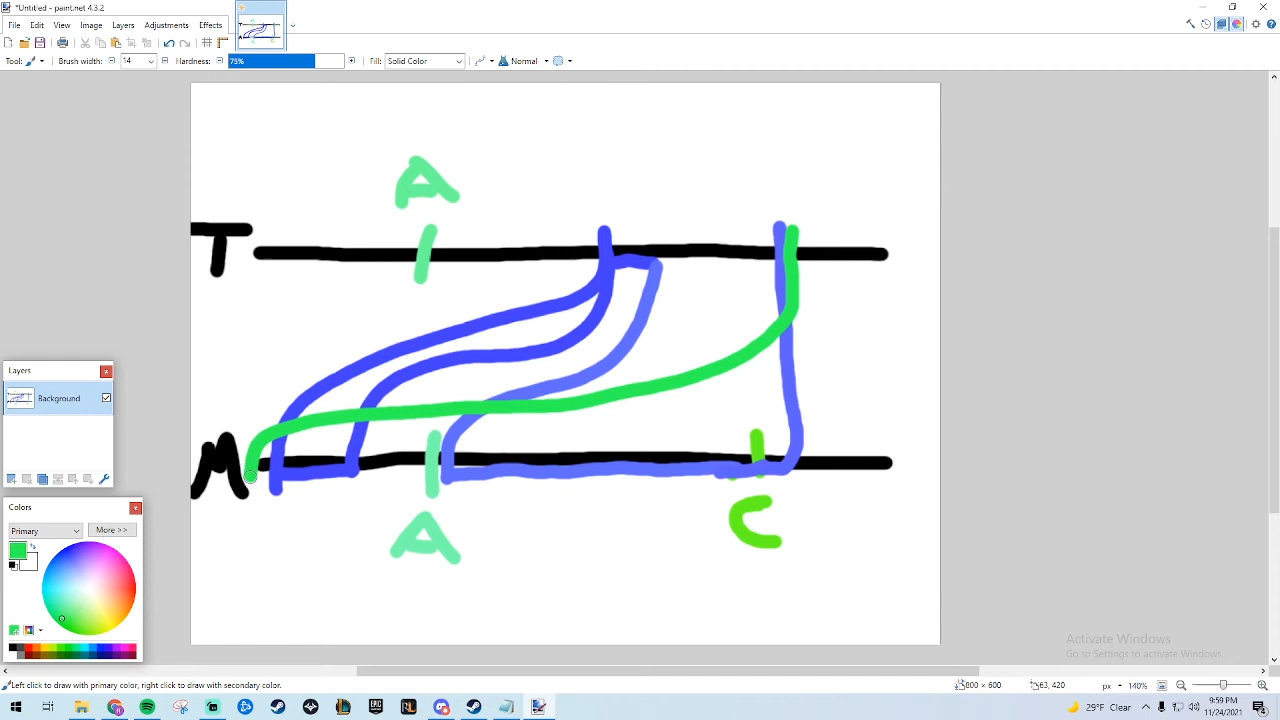 *Untitled - paint.net 4.3.2
File Edit View Image Layers Adjustments Effects
Tool: Brush width: 14 Hardness: 75% Fill: Solid Color Normal
A
T
M
C
A
Layers
Background
Colors
Primary More >>
Activate Windows
Go to Settings to activate Windows.
Left click to draw with primary color, right click to draw with secondary color. 800 x 600 63, 420 px 140%
29°F Clear 9:59 PM
11/24/2021